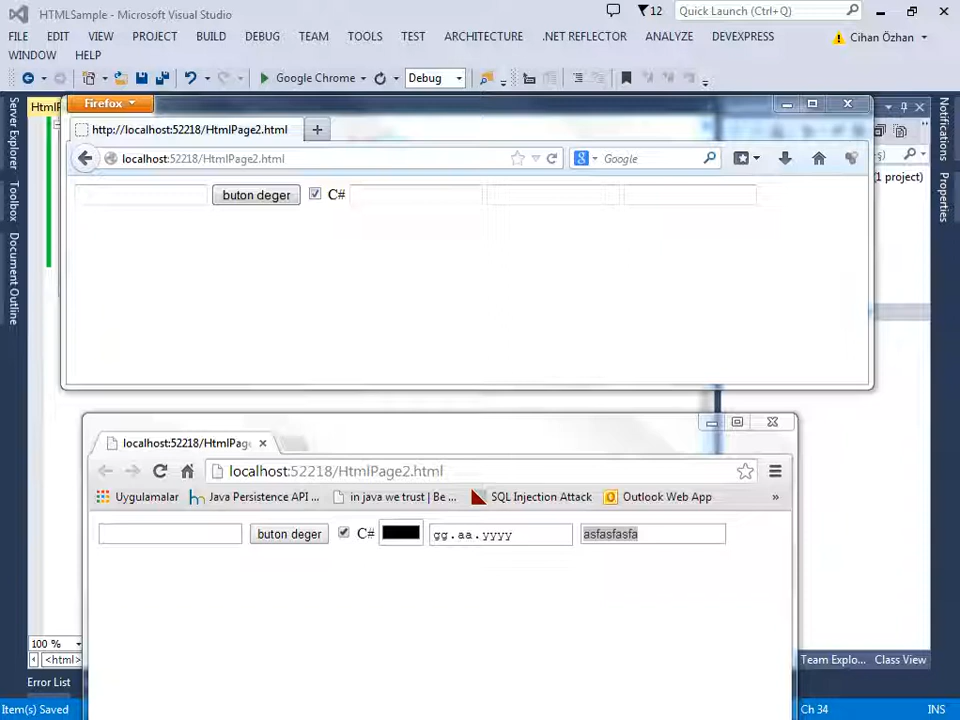 HTMLSample - Microsoft Visual Studio
12
Quick Launch (Ctrl+Q)
FILE EDIT VIEW PROJECT BUILD DEBUG TEAM TOOLS TEST ARCHITECTURE .NET REFLECTOR ANALYZE DEVEXPRESS
Cihan Özhan
WINDOW HELP
Google Chrome
Debug
Server Explorer
Toolbox
Document Outline
Notifications
Properties
HtmlP
Firefox
http://localhost:52218/HtmlPage2.html
localhost:52218/HtmlPage2.html
Google
1 project)
buton deger
C#
localhost:52218/HtmlPag
localhost:52218/HtmlPage2.html
Uygulamalar
Java Persistence API ...
in java we trust | Be ...
SQL Injection Attack
Outlook Web App
»
buton deger
C#
gg.aa.yyyy
asfasfasfa
100 %
<html>
Team Explo...
Class View
Error List
Item(s) Saved
Ch 34
INS